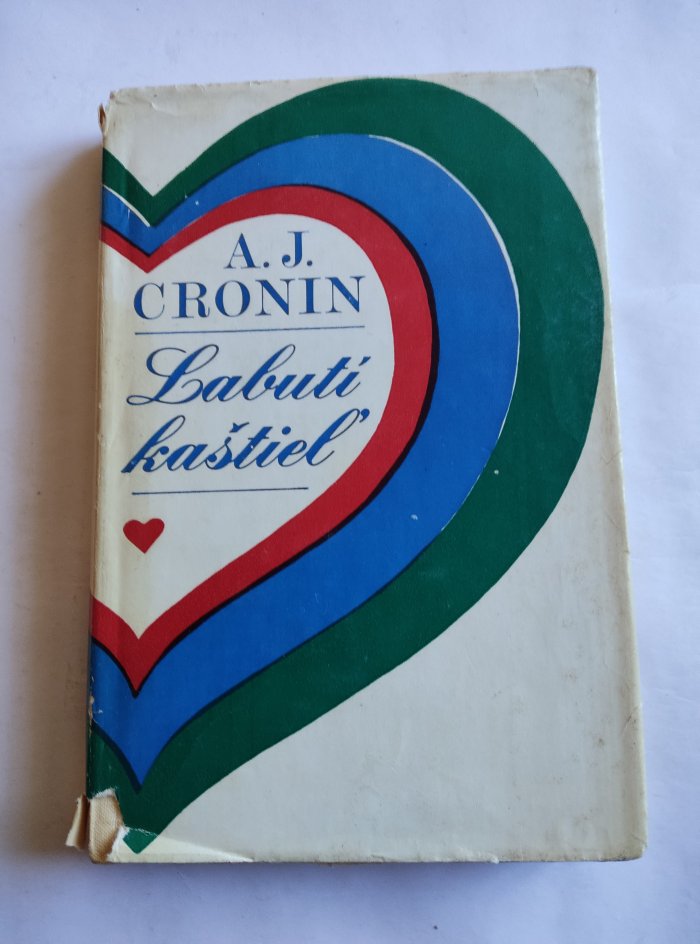 A. J.
CRONIN
Labutí
kaštieľ